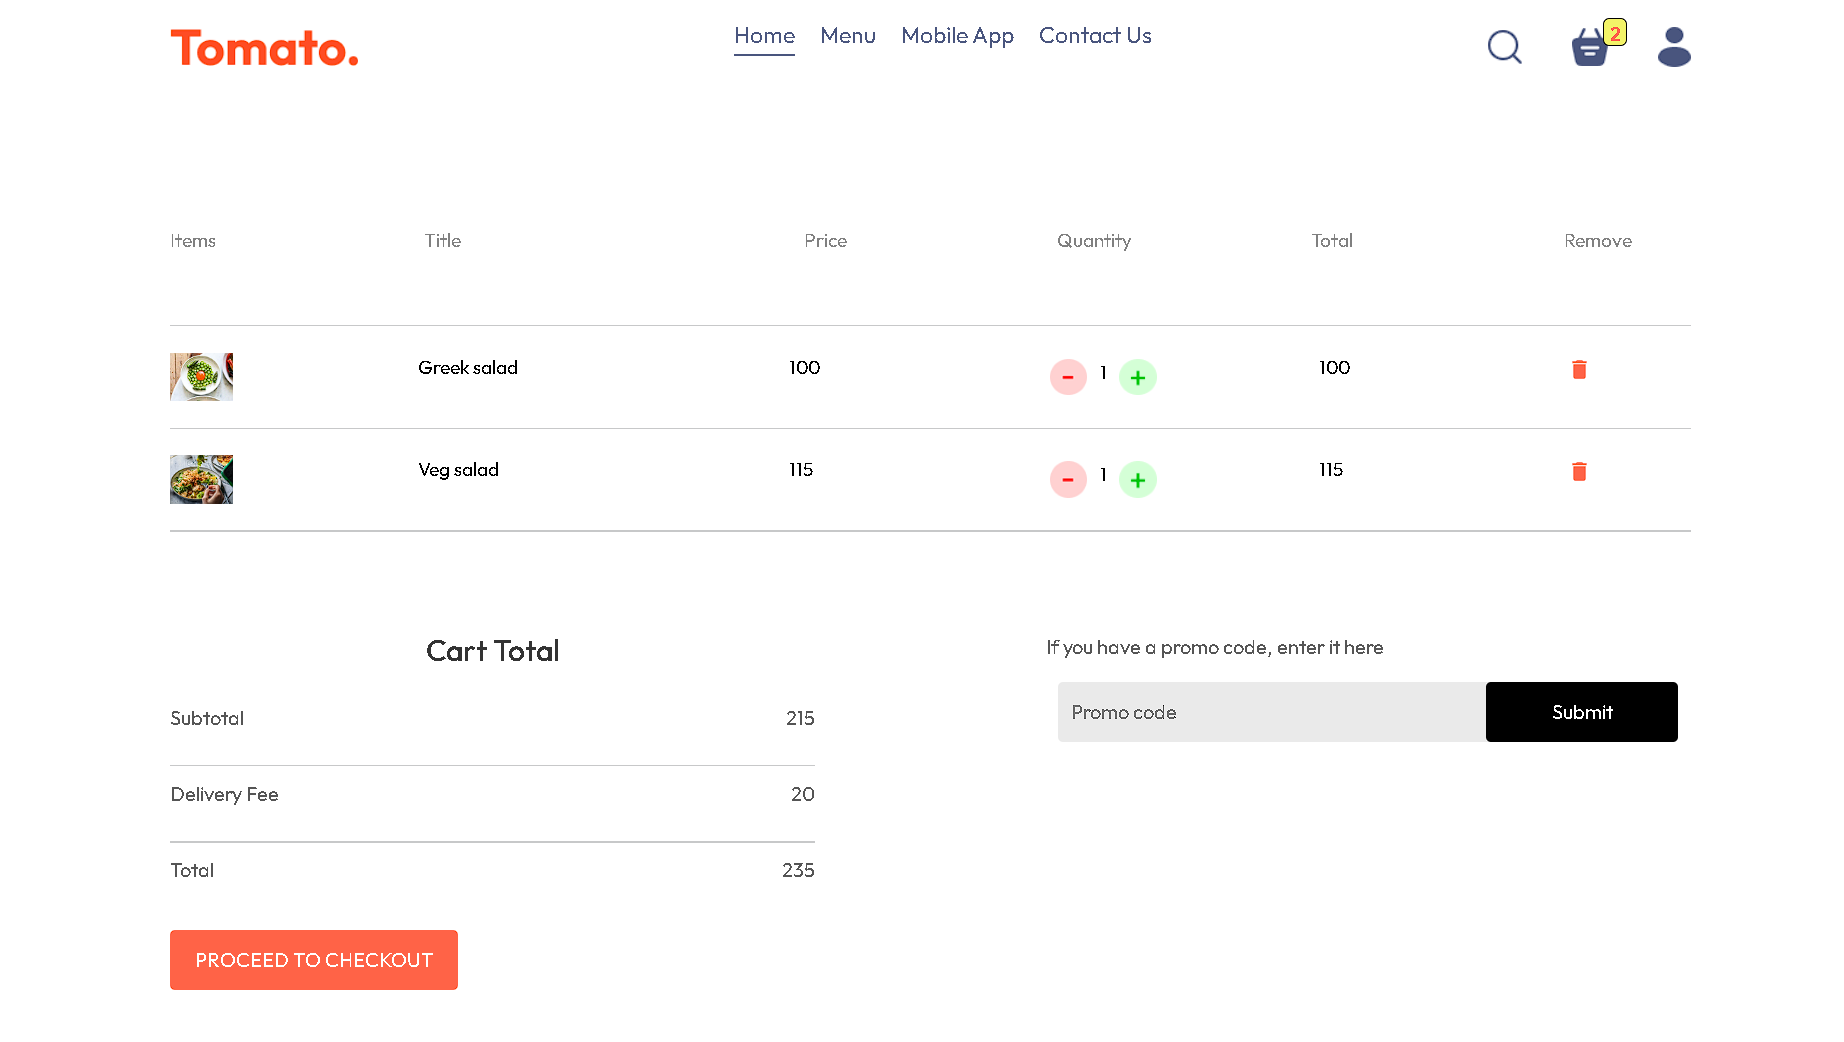 Tomato.
Home Menu Mobile App Contact Us
2
Items Title Price Quantity Total Remove
Greek salad 100 - 1 + 100
Veg salad 115 - 1 + 115
Cart Total
Subtotal 215
Delivery Fee 20
Total 235
PROCEED TO CHECKOUT
If you have a promo code, enter it here
Promo code Submit